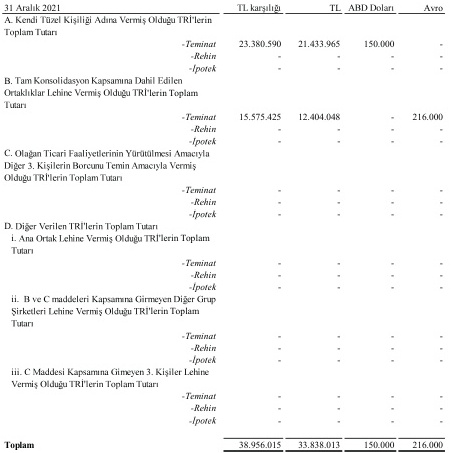 31 Aralık 2021 TL karşılığı TL ABD Doları Avro
A. Kendi Tüzel Kişiliği Adına Vermiş Olduğu TRİ'lerin
Toplam Tutarı
-Teminat 23.380.590 21.433.965 150.000 -
-Rehin - - - -
-İpotek - - - -
B. Tam Konsolidasyon Kapsamına Dahil Edilen
Ortaklıklar Lehine Vermiş Olduğu TRİ'lerin Toplam
Tutarı
-Teminat 15.575.425 12.404.048 - 216.000
-Rehin - - - -
-İpotek - - - -
C. Olağan Ticari Faaliyetlerinin Yürütülmesi Amacıyla
Diğer 3. Kişilerin Borcunu Temin Amacıyla Vermiş
Olduğu TRİ'lerin Toplam Tutarı
-Teminat - - - -
-Rehin - - - -
-İpotek - - - -
D. Diğer Verilen TRİ'lerin Toplam Tutarı
i. Ana Ortak Lehine Vermiş Olduğu TRİ'lerin Toplam
Tutarı
-Teminat - - - -
-Rehin - - - -
-İpotek - - - -
ii. B ve C maddeleri Kapsamına Girmeyen Diğer Grup
Şirketleri Lehine Vermiş Olduğu TRİ'lerin Toplam
Tutarı
-Teminat - - - -
-Rehin - - - -
-İpotek - - - -
iii. C Maddesi Kapsamına Gimeyen 3. Kişiler Lehine
Vermiş Olduğu TRİ'lerin Toplam Tutarı
-Teminat - - - -
-Rehin - - - -
-İpotek - - - -
Toplam 38.956.015 33.838.013 150.000 216.000